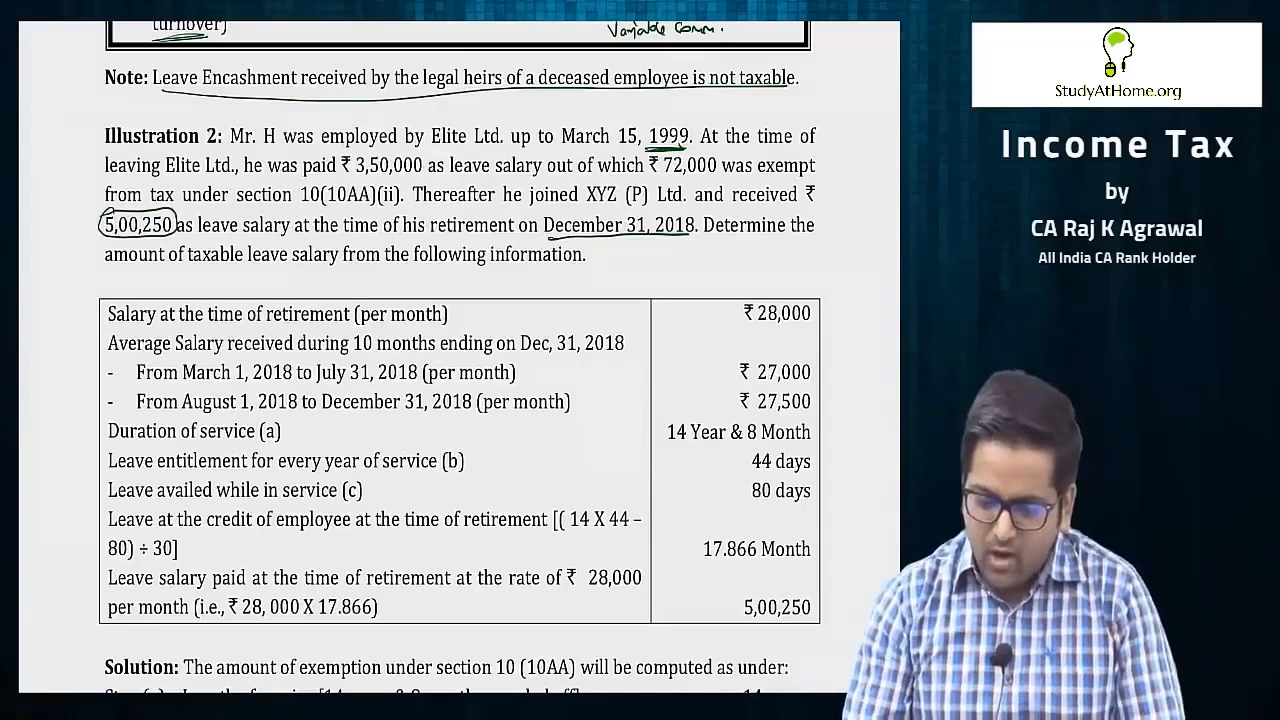 turnover)
Variable Comm.
Note: Leave Encashment received by the legal heirs of a deceased employee is not taxable.
Illustration 2: Mr. H was employed by Elite Ltd. up to March 15, 1999. At the time of
leaving Elite Ltd., he was paid ₹ 3,50,000 as leave salary out of which ₹ 72,000 was exempt
from tax under section 10(10AA)(ii). Thereafter he joined XYZ (P) Ltd. and received ₹
5,00,250 as leave salary at the time of his retirement on December 31, 2018. Determine the
amount of taxable leave salary from the following information.
Salary at the time of retirement (per month) ₹ 28,000
Average Salary received during 10 months ending on Dec, 31, 2018
- From March 1, 2018 to July 31, 2018 (per month) ₹ 27,000
- From August 1, 2018 to December 31, 2018 (per month) ₹ 27,500
Duration of service (a) 14 Year & 8 Month
Leave entitlement for every year of service (b) 44 days
Leave availed while in service (c) 80 days
Leave at the credit of employee at the time of retirement [( 14 X 44 –
80) ÷ 30] 17.866 Month
Leave salary paid at the time of retirement at the rate of ₹ 28,000
per month (i.e., ₹ 28, 000 X 17.866) 5,00,250
Solution: The amount of exemption under section 10 (10AA) will be computed as under:
StudyAtHome.org
Income Tax
by
CA Raj K Agrawal
All India CA Rank Holder